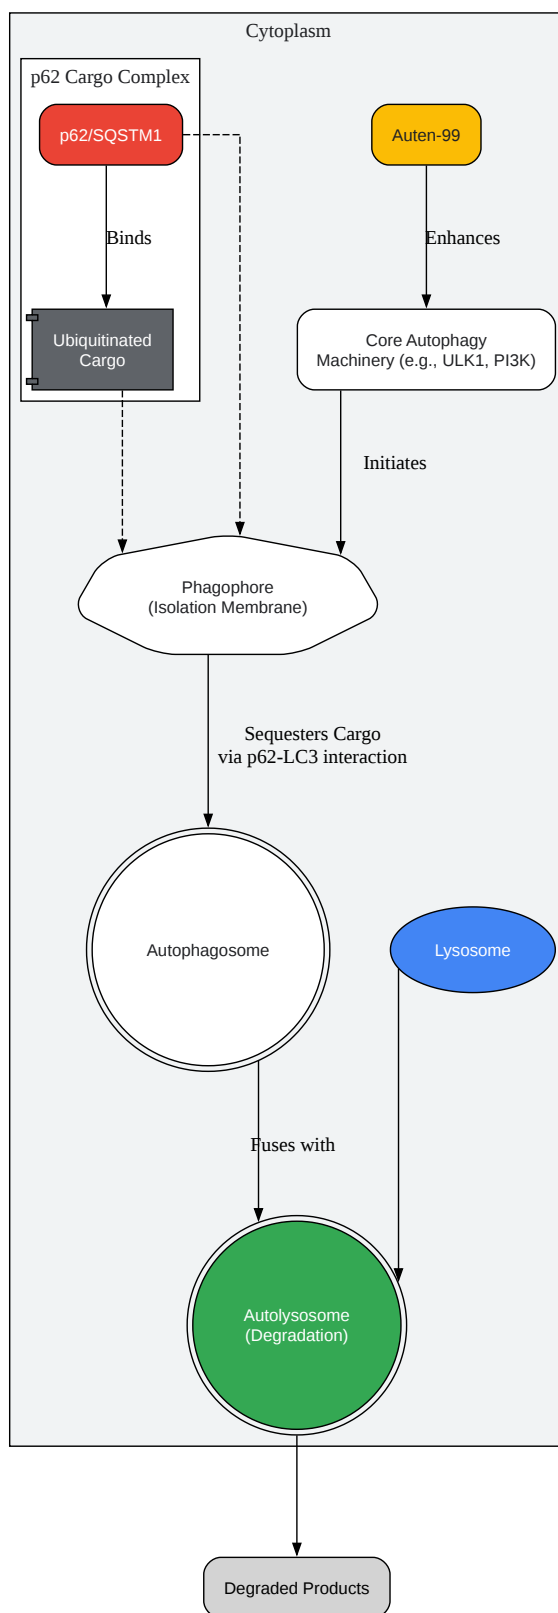 Cytoplasm
p62 Cargo Complex
p62/SQSTM1
Auten-99
Binds
Enhances
Ubiquitinated
Cargo
Core Autophagy
Machinery (e.g., ULK1, PI3K)
Initiates
Phagophore
(Isolation Membrane)
Sequesters Cargo
via p62-LC3 interaction
Autophagosome
Lysosome
Fuses with
Autolysosome
(Degradation)
Degraded Products